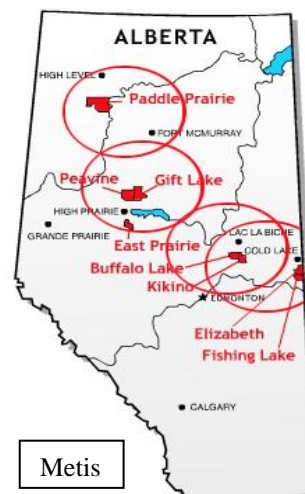 ALBERTA
HIGH LEVEL
Paddle Prairie
FORT MCMURRAY
Peavine
Gift Lake
HIGH PRAIRIE
GRANDE PRAIRIE
East Prairie
LAC LA BICHE
Buffalo Lake
COLD LAKE
Kikino
EDMONTON
Elizabeth
Fishing Lake
CALGARY
Metis